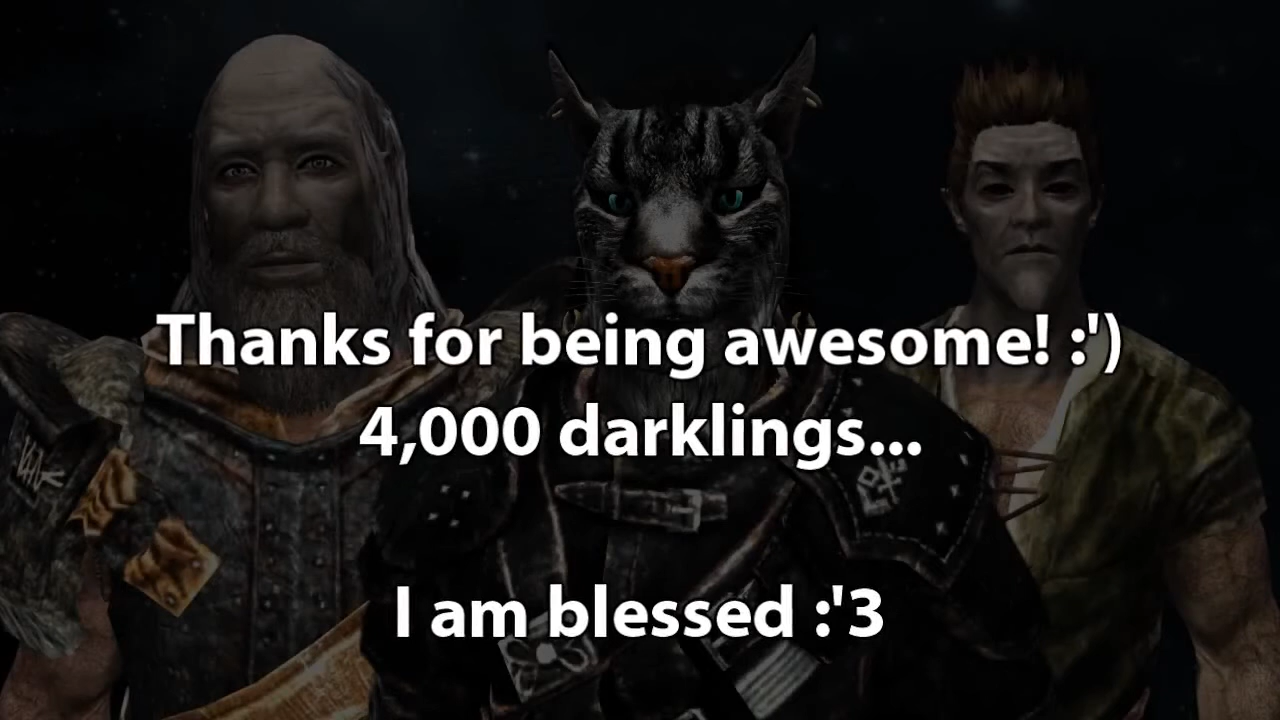 Thanks for being awesome! :')
4,000 darklings...
I am blessed :'3